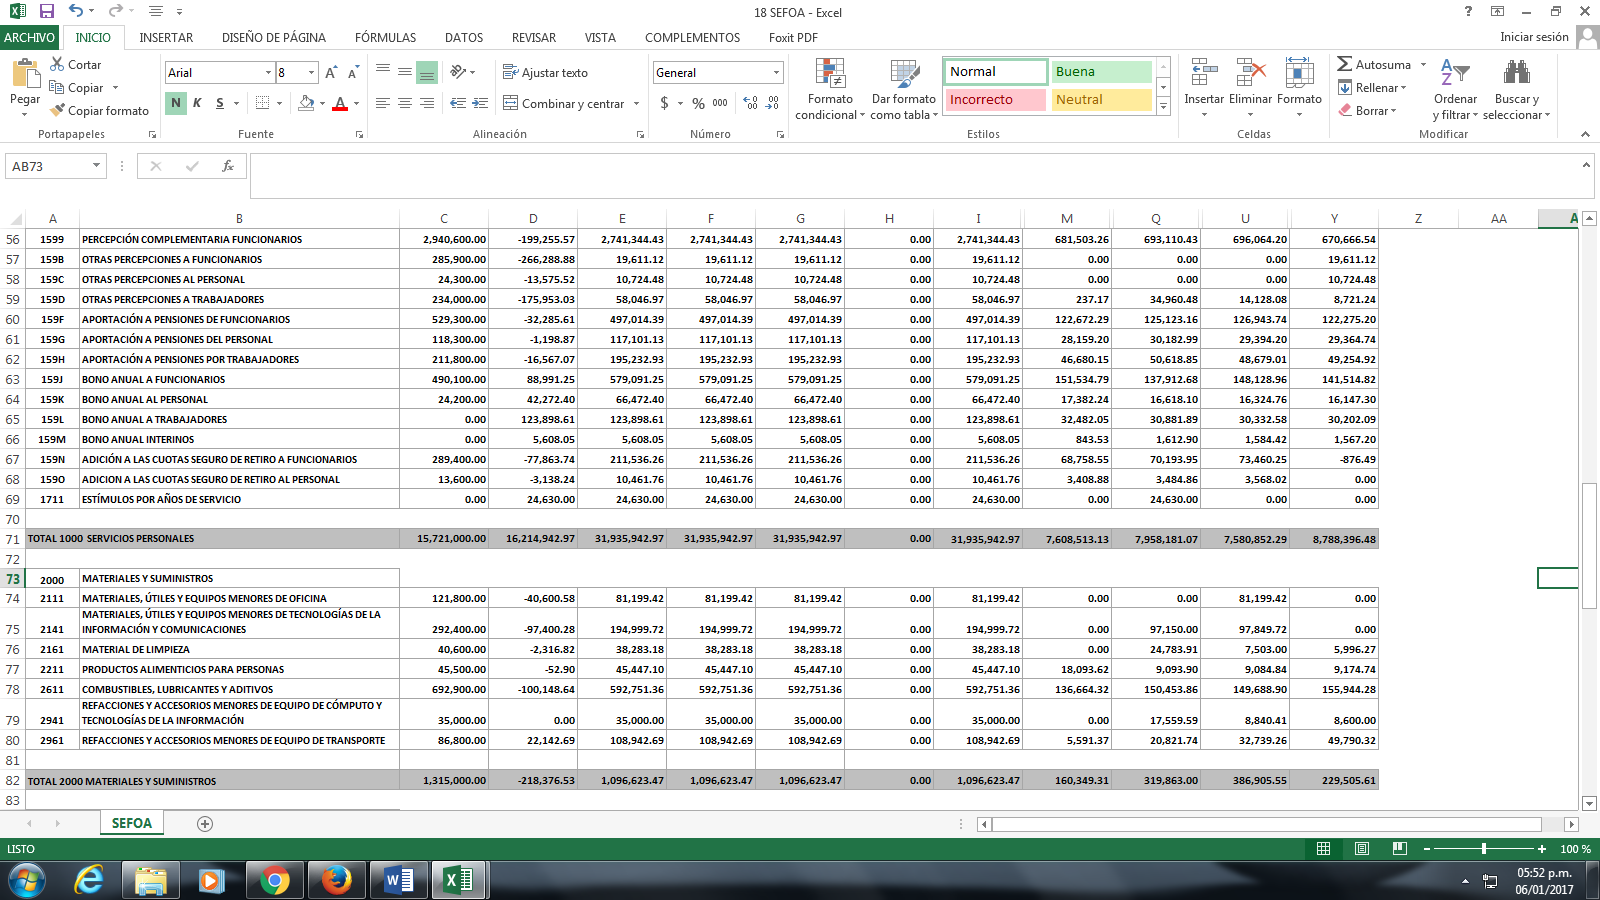 18 SEFOA - Excel
ARCHIVO INICIO INSERTAR DISEÑO DE PÁGINA FÓRMULAS DATOS REVISAR VISTA COMPLEMENTOS Foxit PDF Iniciar sesión
Pegar Cortar Copiar Copiar formato Portapapeles
Arial 8 N K S A Fuente
Ajustar texto Combinar y centrar Alineación
General $ % 000 Número
Formato condicional Dar formato como tabla Normal Buena Incorrecto Neutral Estilos
Insertar Eliminar Formato Celdas
Autosuma Rellenar Borrar Ordenar y filtrar Buscar y seleccionar Modificar
AB73 fx
A B C D E F G H I M Q U Y Z AA A
56 1599 PERCEPCIÓN COMPLEMENTARIA FUNCIONARIOS 2,940,600.00 -199,255.57 2,741,344.43 2,741,344.43 2,741,344.43 0.00 2,741,344.43 681,503.26 693,110.43 696,064.20 670,666.54
57 159B OTRAS PERCEPCIONES A FUNCIONARIOS 285,900.00 -266,288.88 19,611.12 19,611.12 19,611.12 0.00 19,611.12 0.00 0.00 0.00 19,611.12
58 159C OTRAS PERCEPCIONES AL PERSONAL 24,300.00 -13,575.52 10,724.48 10,724.48 10,724.48 0.00 10,724.48 0.00 0.00 0.00 10,724.48
59 159D OTRAS PERCEPCIONES A TRABAJADORES 234,000.00 -175,953.03 58,046.97 58,046.97 58,046.97 0.00 58,046.97 237.17 34,960.48 14,128.08 8,721.24
60 159F APORTACIÓN A PENSIONES DE FUNCIONARIOS 529,300.00 -32,285.61 497,014.39 497,014.39 497,014.39 0.00 497,014.39 122,672.29 125,123.16 126,943.74 122,275.20
61 159G APORTACIÓN A PENSIONES DEL PERSONAL 118,300.00 -1,198.87 117,101.13 117,101.13 117,101.13 0.00 117,101.13 28,159.20 30,182.99 29,394.20 29,364.74
62 159H APORTACIÓN A PENSIONES POR TRABAJADORES 211,800.00 -16,567.07 195,232.93 195,232.93 195,232.93 0.00 195,232.93 46,680.15 50,618.85 48,679.01 49,254.92
63 159J BONO ANUAL A FUNCIONARIOS 490,100.00 88,991.25 579,091.25 579,091.25 579,091.25 0.00 579,091.25 151,534.79 137,912.68 148,128.96 141,514.82
64 159K BONO ANUAL AL PERSONAL 24,200.00 42,272.40 66,472.40 66,472.40 66,472.40 0.00 66,472.40 17,382.24 16,618.10 16,324.76 16,147.30
65 159L BONO ANUAL A TRABAJADORES 0.00 123,898.61 123,898.61 123,898.61 123,898.61 0.00 123,898.61 32,482.05 30,881.89 30,332.58 30,202.09
66 159M BONO ANUAL INTERINOS 0.00 5,608.05 5,608.05 5,608.05 5,608.05 0.00 5,608.05 843.53 1,612.90 1,584.42 1,567.20
67 159N ADICIÓN A LAS CUOTAS SEGURO DE RETIRO A FUNCIONARIOS 289,400.00 -77,863.74 211,536.26 211,536.26 211,536.26 0.00 211,536.26 68,758.55 70,193.95 73,460.25 -876.49
68 159O ADICION A LAS CUOTAS SEGURO DE RETIRO AL PERSONAL 13,600.00 -3,138.24 10,461.76 10,461.76 10,461.76 0.00 10,461.76 3,408.88 3,484.86 3,568.02 0.00
69 1711 ESTÍMULOS POR AÑOS DE SERVICIO 0.00 24,630.00 24,630.00 24,630.00 24,630.00 0.00 24,630.00 0.00 24,630.00 0.00 0.00
70
71 TOTAL 1000 SERVICIOS PERSONALES 15,721,000.00 16,214,942.97 31,935,942.97 31,935,942.97 31,935,942.97 0.00 31,935,942.97 7,608,513.13 7,958,181.07 7,580,852.29 8,788,396.48
72
73 2000 MATERIALES Y SUMINISTROS
74 2111 MATERIALES, ÚTILES Y EQUIPOS MENORES DE OFICINA 121,800.00 -40,600.58 81,199.42 81,199.42 81,199.42 0.00 81,199.42 0.00 0.00 81,199.42 0.00
MATERIALES, ÚTILES Y EQUIPOS MENORES DE TECNOLOGÍAS DE LA
75 2141 INFORMACIÓN Y COMUNICACIONES 292,400.00 -97,400.28 194,999.72 194,999.72 194,999.72 0.00 194,999.72 0.00 97,150.00 97,849.72 0.00
76 2161 MATERIAL DE LIMPIEZA 40,600.00 -2,316.82 38,283.18 38,283.18 38,283.18 0.00 38,283.18 0.00 24,783.91 7,503.00 5,996.27
77 2211 PRODUCTOS ALIMENTICIOS PARA PERSONAS 45,500.00 -52.90 45,447.10 45,447.10 45,447.10 0.00 45,447.10 18,093.62 9,093.90 9,084.84 9,174.74
78 2611 COMBUSTIBLES, LUBRICANTES Y ADITIVOS 692,900.00 -100,148.64 592,751.36 592,751.36 592,751.36 0.00 592,751.36 136,664.32 150,453.86 149,688.90 155,944.28
REFACCIONES Y ACCESORIOS MENORES DE EQUIPO DE CÓMPUTO Y
79 2941 TECNOLOGÍAS DE LA INFORMACIÓN 35,000.00 0.00 35,000.00 35,000.00 35,000.00 0.00 35,000.00 0.00 17,559.59 8,840.41 8,600.00
80 2961 REFACCIONES Y ACCESORIOS MENORES DE EQUIPO DE TRANSPORTE 86,800.00 22,142.69 108,942.69 108,942.69 108,942.69 0.00 108,942.69 5,591.37 20,821.74 32,739.26 49,790.32
81
82 TOTAL 2000 MATERIALES Y SUMINISTROS 1,315,000.00 -218,376.53 1,096,623.47 1,096,623.47 1,096,623.47 0.00 1,096,623.47 160,349.31 319,863.00 386,905.55 229,505.61
83
SEFOA
LISTO 100 %
05:52 p.m.
06/01/2017